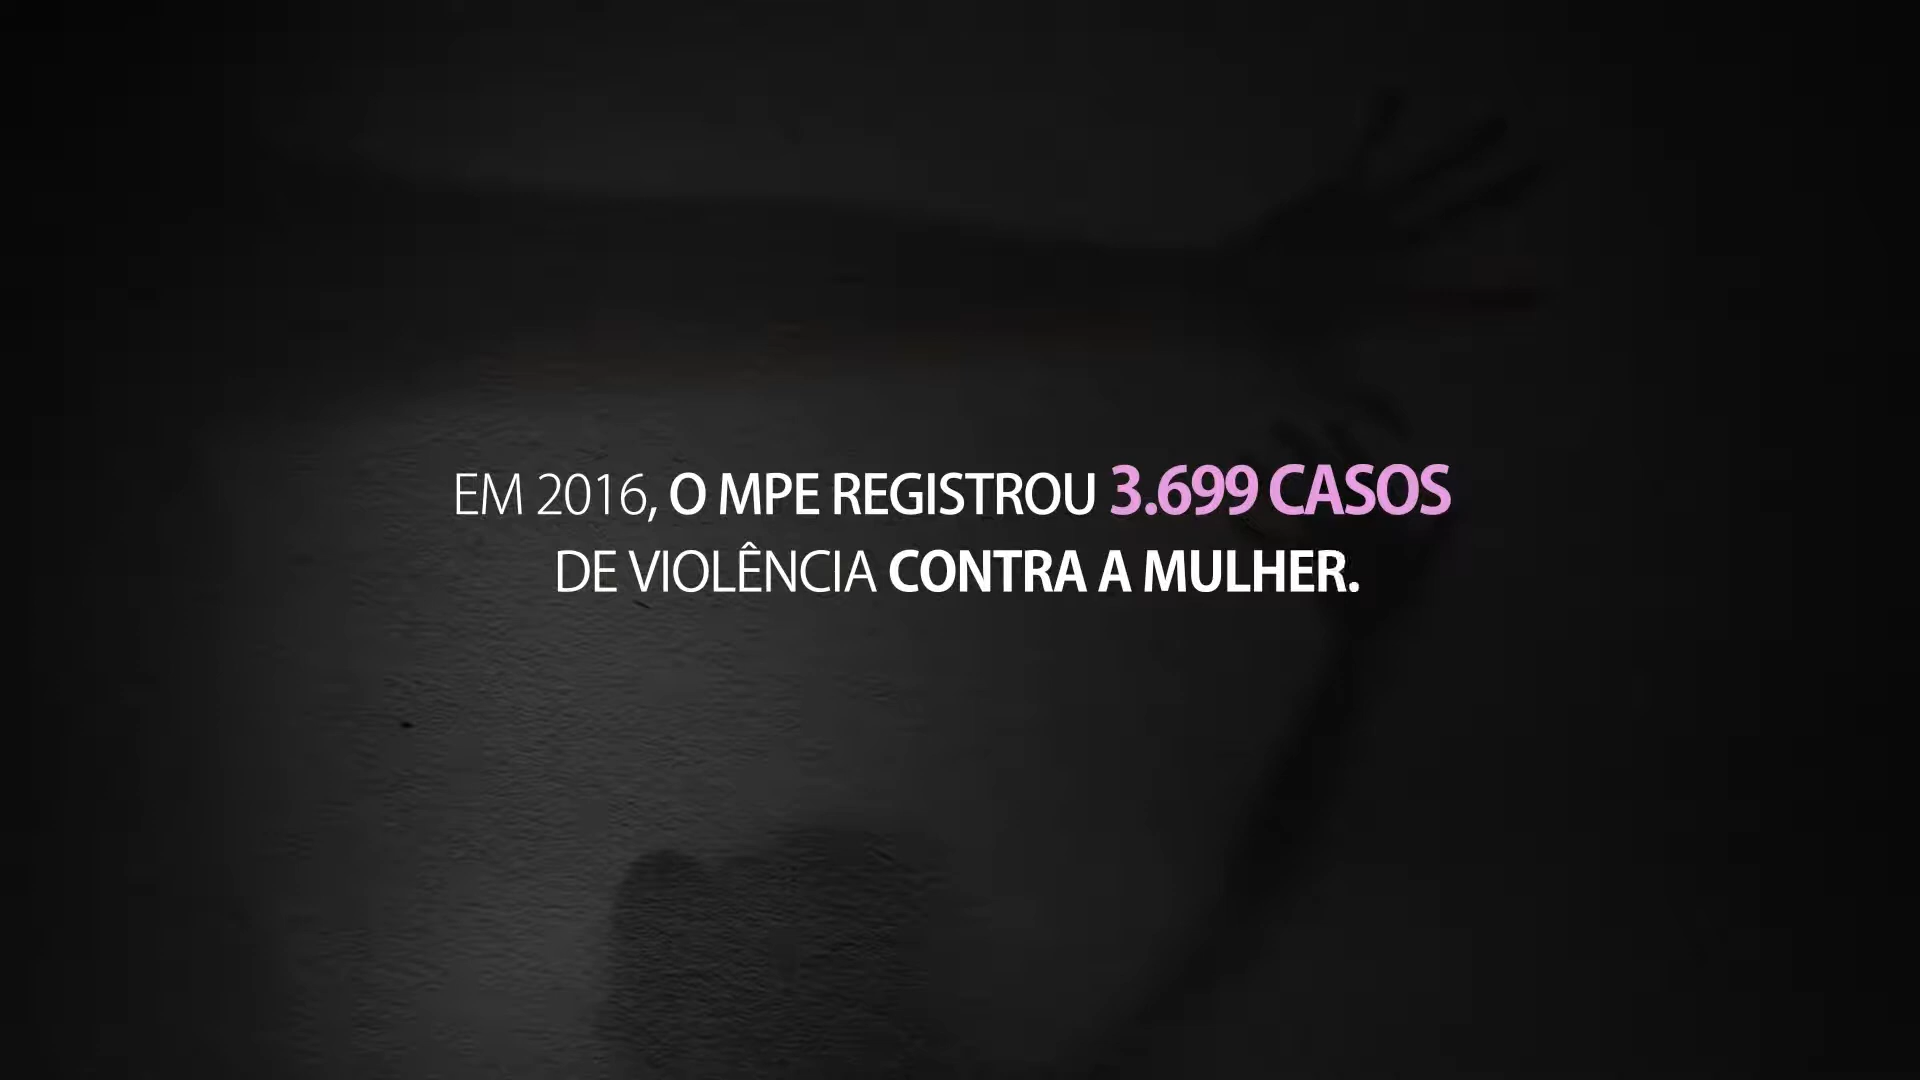 EM 2016, O MPE REGISTROU 3.699 CASOS
DE VIOLÊNCIA CONTRA A MULHER.